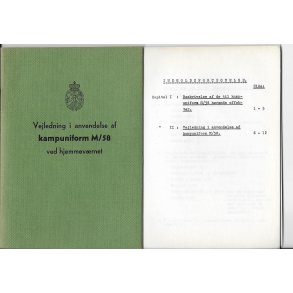 Vejledning i anvendelse af
kampuniform M/58
ved hjemmeværnet
INDHOLDSFORTEGNELSE.
Sider
Kapitel I : Beskrivelse af de til kamp-
uniform M/58 hørende effek-
ter.
1 - 5
" II : Vejledning i anvendelse af
kampuniform M/58.
6 - 12